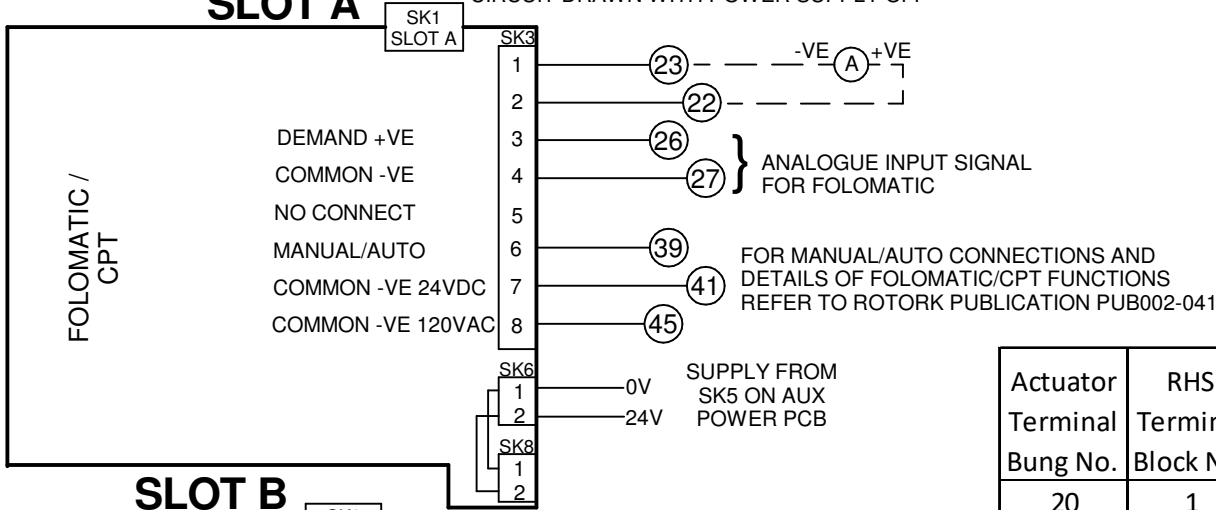 SLOT A
SK1
SLOT A
SK3
1
23
-VE
A
+VE
2
22
DEMAND +VE
3
26
COMMON -VE
4
27
}
ANALOGUE INPUT SIGNAL
FOR FOLOMATIC
NO CONNECT
5
MANUAL/AUTO
6
39
COMMON -VE 24VDC
7
41
COMMON -VE 120VAC
8
45
FOR MANUAL/AUTO CONNECTIONS AND
DETAILS OF FOLOMATIC/CPT FUNCTIONS
REFER TO ROTORK PUBLICATION PUB002-041
FOLOMATIC /
CPT
SK6
1
0V
2
24V
SUPPLY FROM
SK5 ON AUX
POWER PCB
SK8
1
2
SLOT B
Actuator
Terminal
Bung No.
RHS
20
1